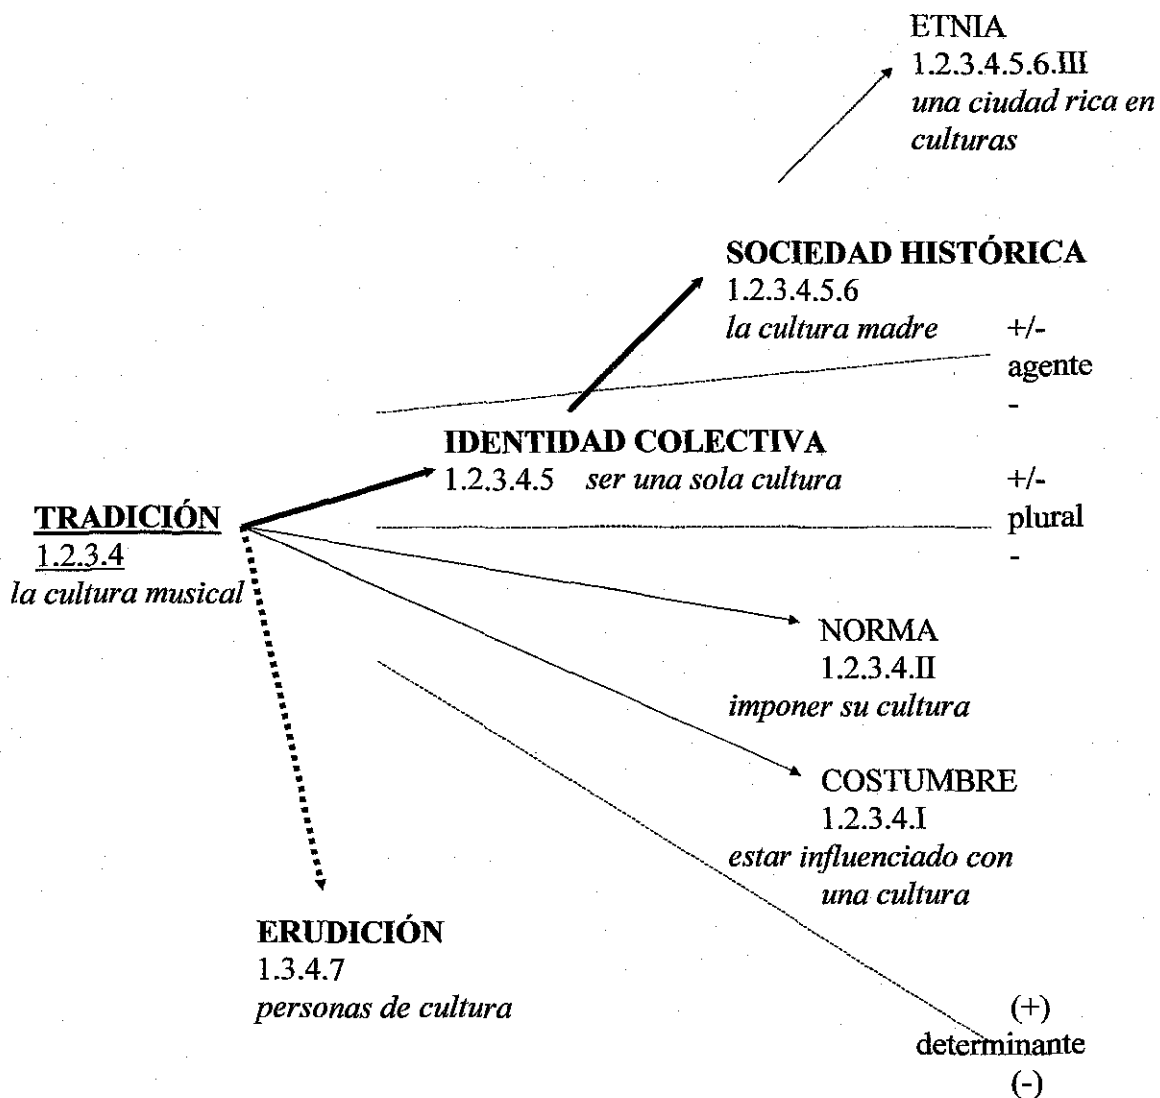 ETNIA
1.2.3.4.5.6.III
una ciudad rica en
culturas
SOCIEDAD HISTÓRICA
1.2.3.4.5.6
la cultura madre
+/-
agente
-
IDENTIDAD COLECTIVA
1.2.3.4.5 ser una sola cultura
+/-
plural
-
TRADICIÓN
1.2.3.4
la cultura musical
NORMA
1.2.3.4.II
imponer su cultura
COSTUMBRE
1.2.3.4.I
estar influenciado con
una cultura
ERUDICIÓN
1.3.4.7
personas de cultura
(+)
determinante
(-)